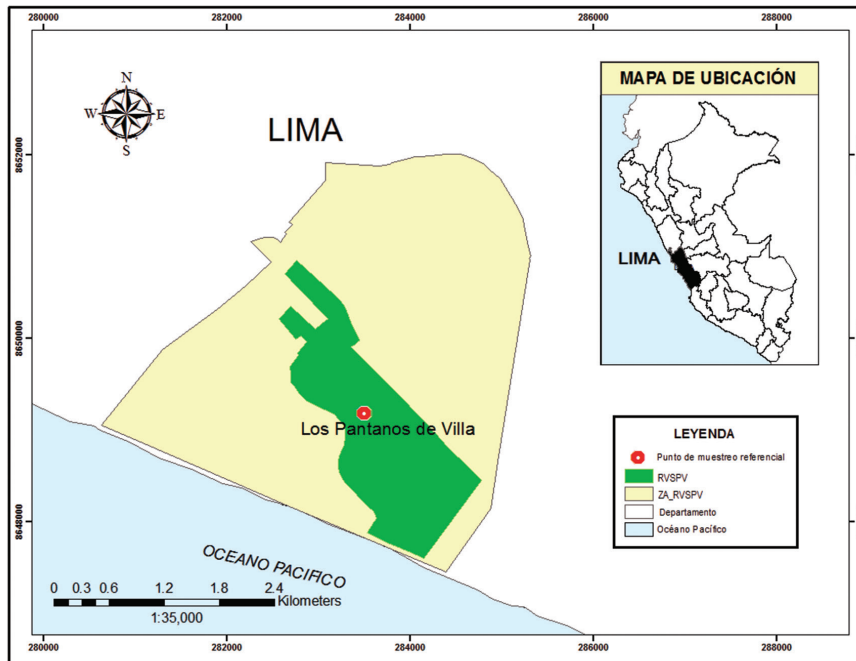 280000 282000 284000 286000 288000
N
W E
S
LIMA
8652000
8650000
8648000
Los Pantanos de Villa
OCEANO PACIFICO
0 0.3 0.6 1.2 1.8 2.4
Kilometers
1:35,000
MAPA DE UBICACIÓN
LIMA
LEYENDA
Punto de muestreo referencial
RVSPV
ZA_RVSPV
Departamento
Océano Pacífico
280000 282000 284000 286000 288000